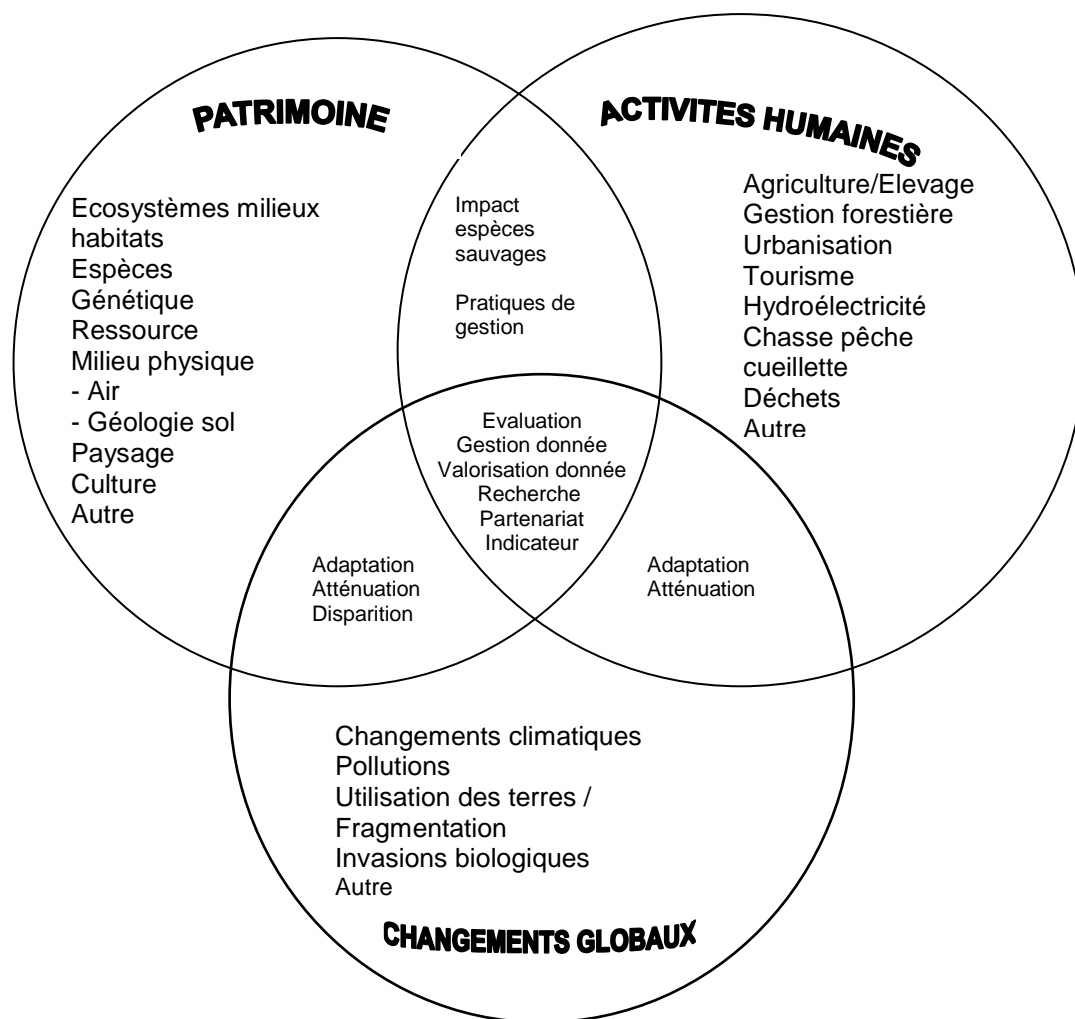 PATRIMOINE
Ecosystèmes milieux
habitats
Espèces
Génétique
Ressource
Milieu physique
- Air
- Géologie sol
Paysage
Culture
Autre
Impact
espèces
sauvages
Pratiques de
gestion
ACTIVITES HUMAINES
Agriculture/Elevage
Gestion forestière
Urbanisation
Tourisme
Hydroélectricité
Chasse pêche
cueillette
Déchets
Autre
Evaluation
Gestion donnée
Valorisation donnée
Recherche
Partenariat
Indicateur
Adaptation
Atténuation
Disparition
Adaptation
Atténuation
Changements climatiques
Pollutions
Utilisation des terres /
Fragmentation
Invasions biologiques
Autre
CHANGEMENTS GLOBAUX